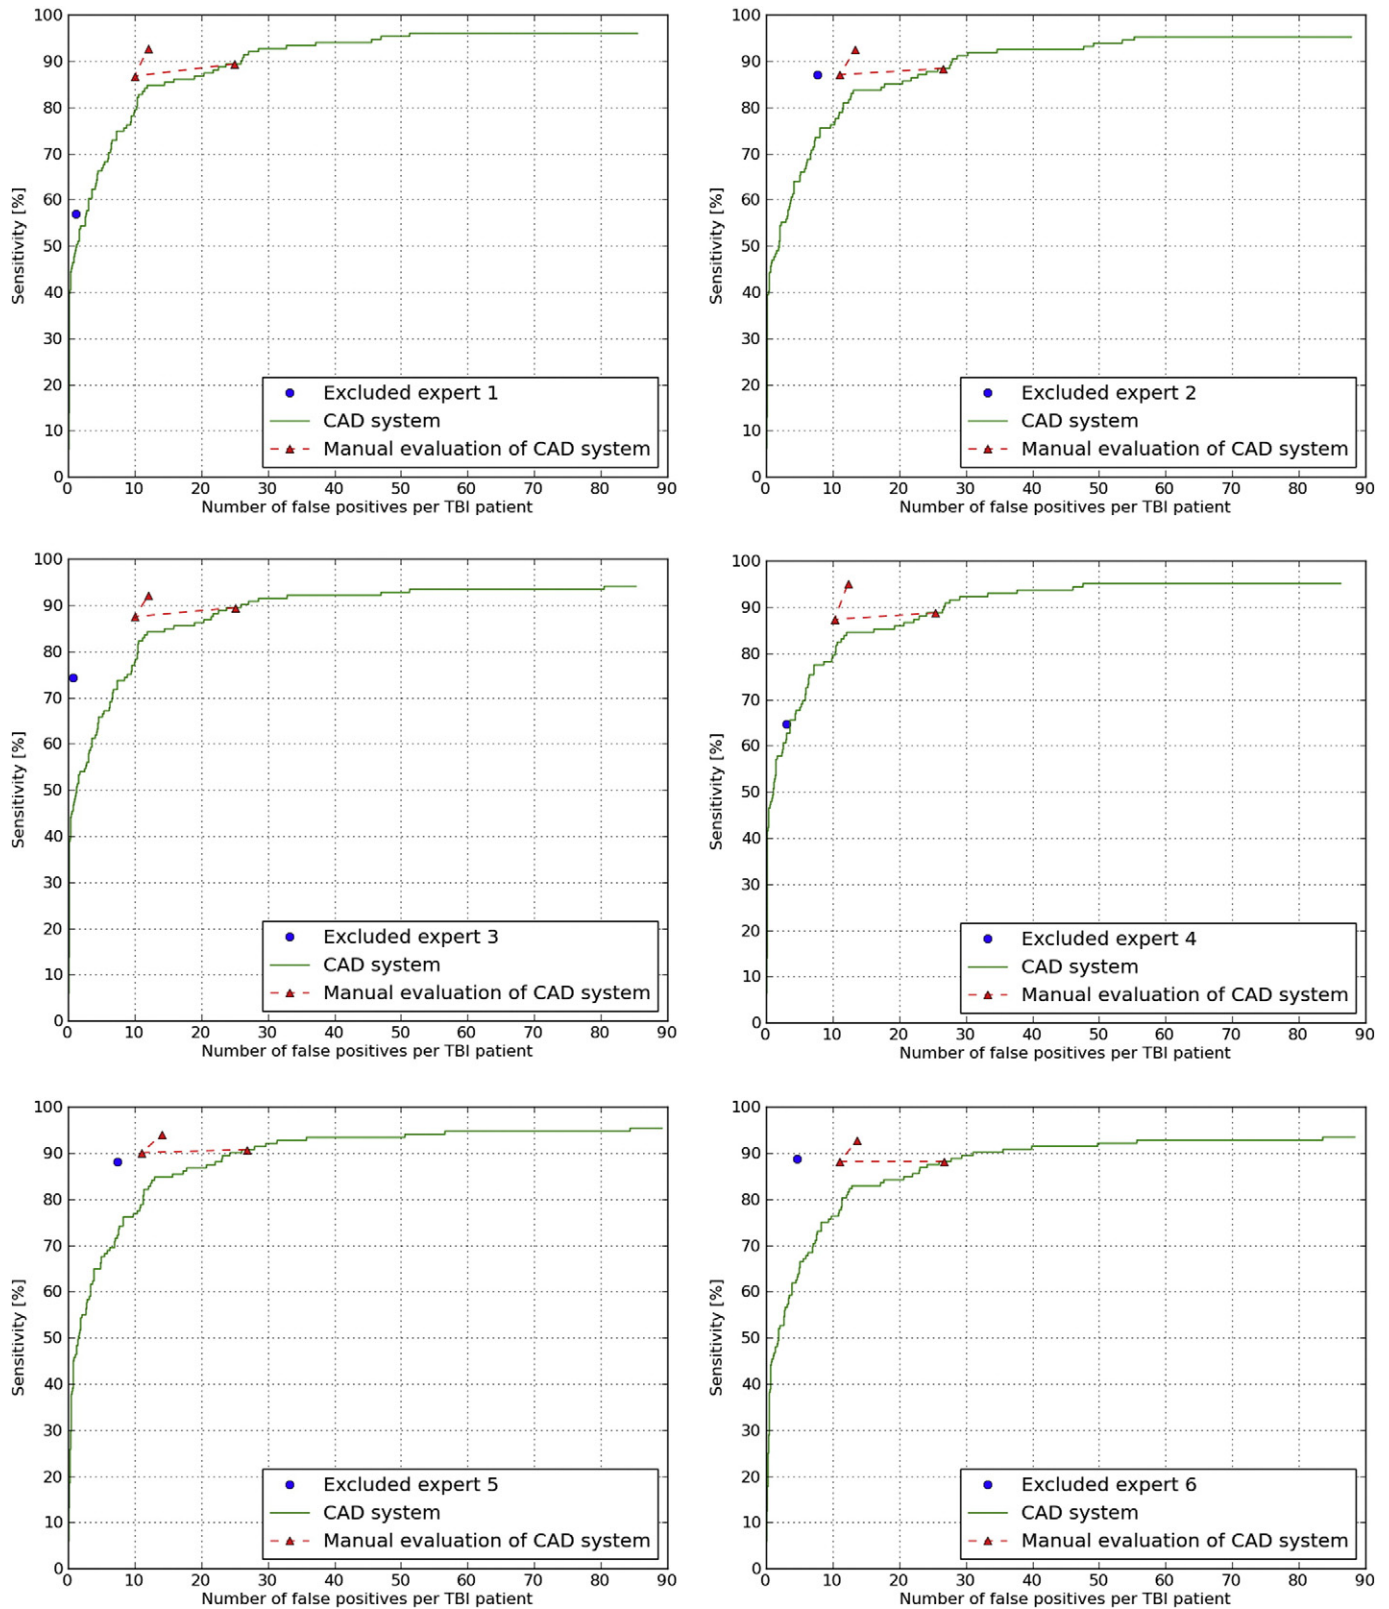 100
90
80
70
60
50
40
30
20
10
0
Sensitivity [%]
Excluded expert 1
CAD system
Manual evaluation of CAD system
0 10 20 30 40 50 60 70 80 90
Number of false positives per TBI patient
100
90
80
70
60
50
40
30
20
10
0
Sensitivity [%]
Excluded expert 2
CAD system
Manual evaluation of CAD system
0 10 20 30 40 50 60 70 80 90
Number of false positives per TBI patient
100
90
80
70
60
50
40
30
20
10
0
Sensitivity [%]
Excluded expert 3
CAD system
Manual evaluation of CAD system
0 10 20 30 40 50 60 70 80 90
Number of false positives per TBI patient
100
90
80
70
60
50
40
30
20
10
0
Sensitivity [%]
Excluded expert 4
CAD system
Manual evaluation of CAD system
0 10 20 30 40 50 60 70 80 90
Number of false positives per TBI patient
100
90
80
70
60
50
40
30
20
10
0
Sensitivity [%]
Excluded expert 5
CAD system
Manual evaluation of CAD system
0 10 20 30 40 50 60 70 80 90
Number of false positives per TBI patient
100
90
80
70
60
50
40
30
20
10
0
Sensitivity [%]
Excluded expert 6
CAD system
Manual evaluation of CAD system
0 10 20 30 40 50 60 70 80 90
Number of false positives per TBI patient